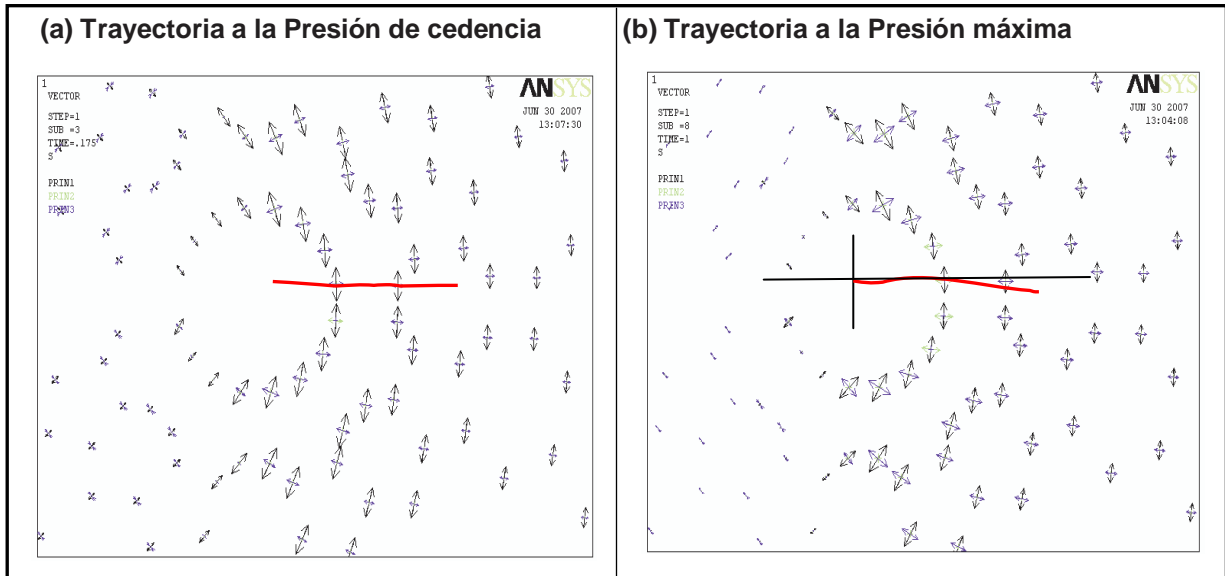 (a) Trayectoria a la Presión de cedencia
1
ANSYS
VECTOR
JUN 30 2007
13:07:30
STEP=1
SUB =3
TIME=.175
S
PRIN1
PRIN2
PRIN3
(b) Trayectoria a la Presión máxima
1
ANSYS
VECTOR
JUN 30 2007
13:04:08
STEP=1
SUB =8
TIME=1
S
PRIN1
PRIN2
PRIN3